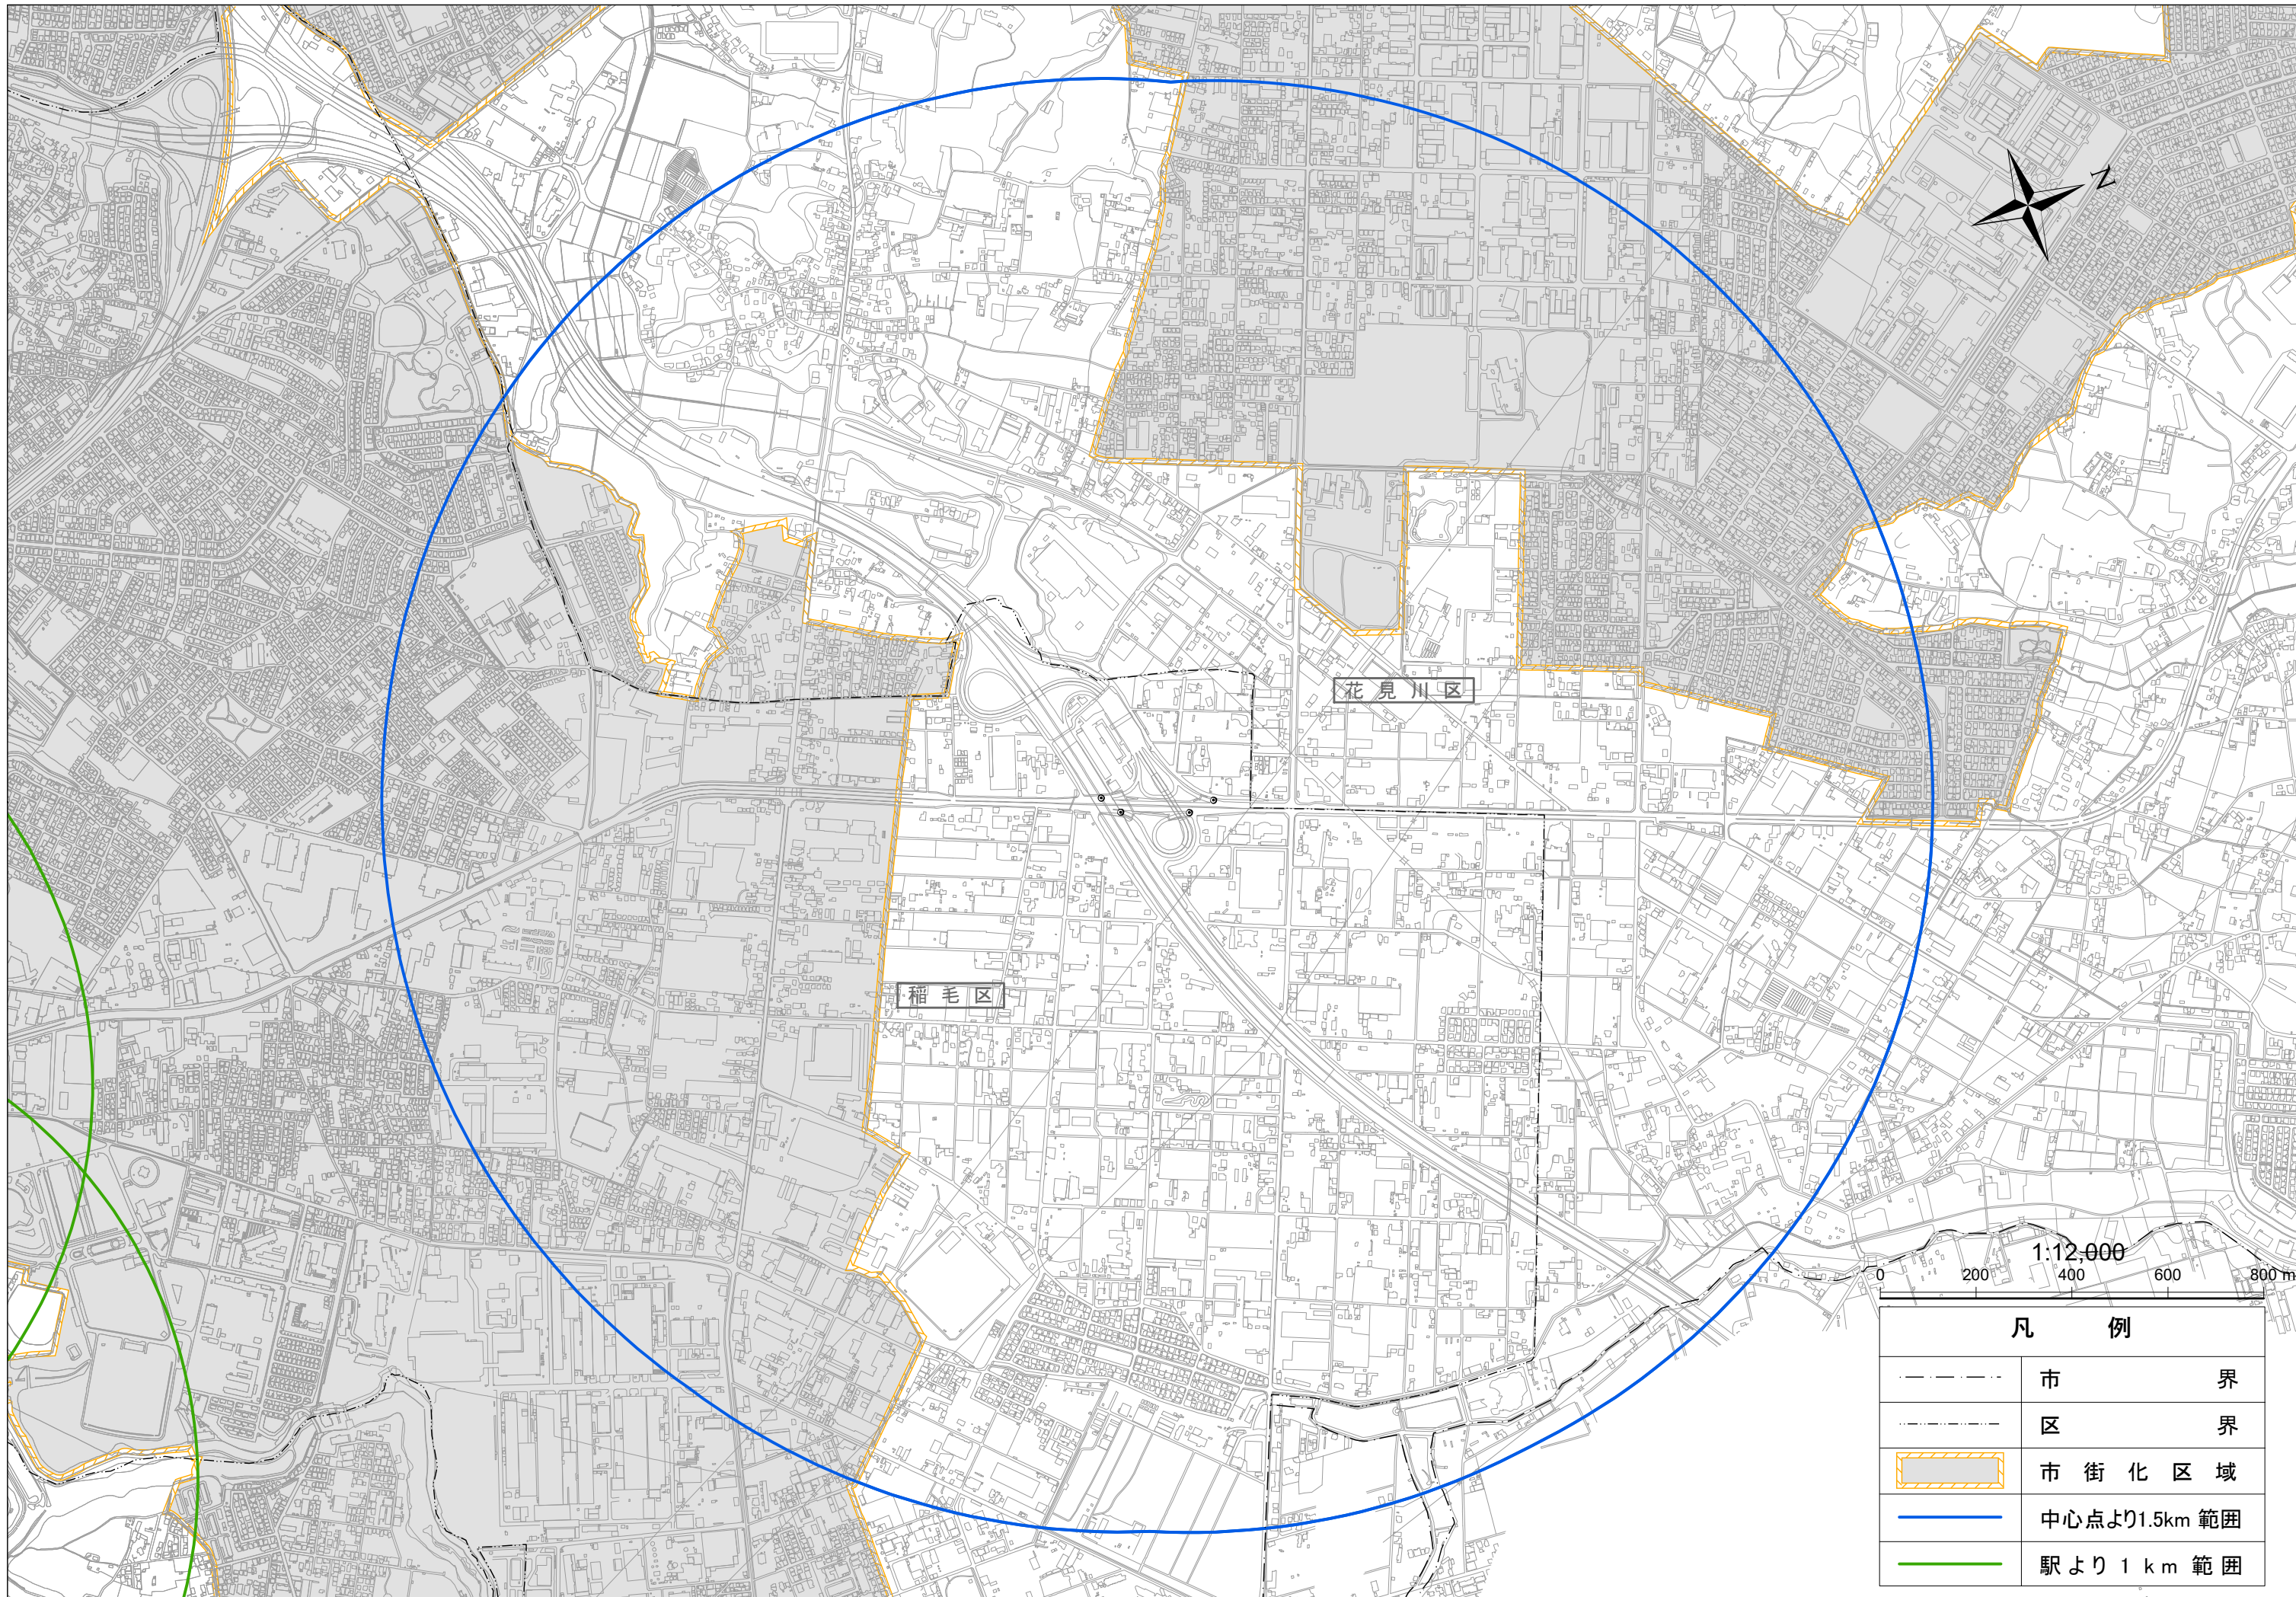 N
花見川区
稲毛区
1:12,000
0 200 400 600 800 m
凡 例
市 界
区 界
市街化区域
中心点より1.5km 範囲
駅より 1 km 範囲